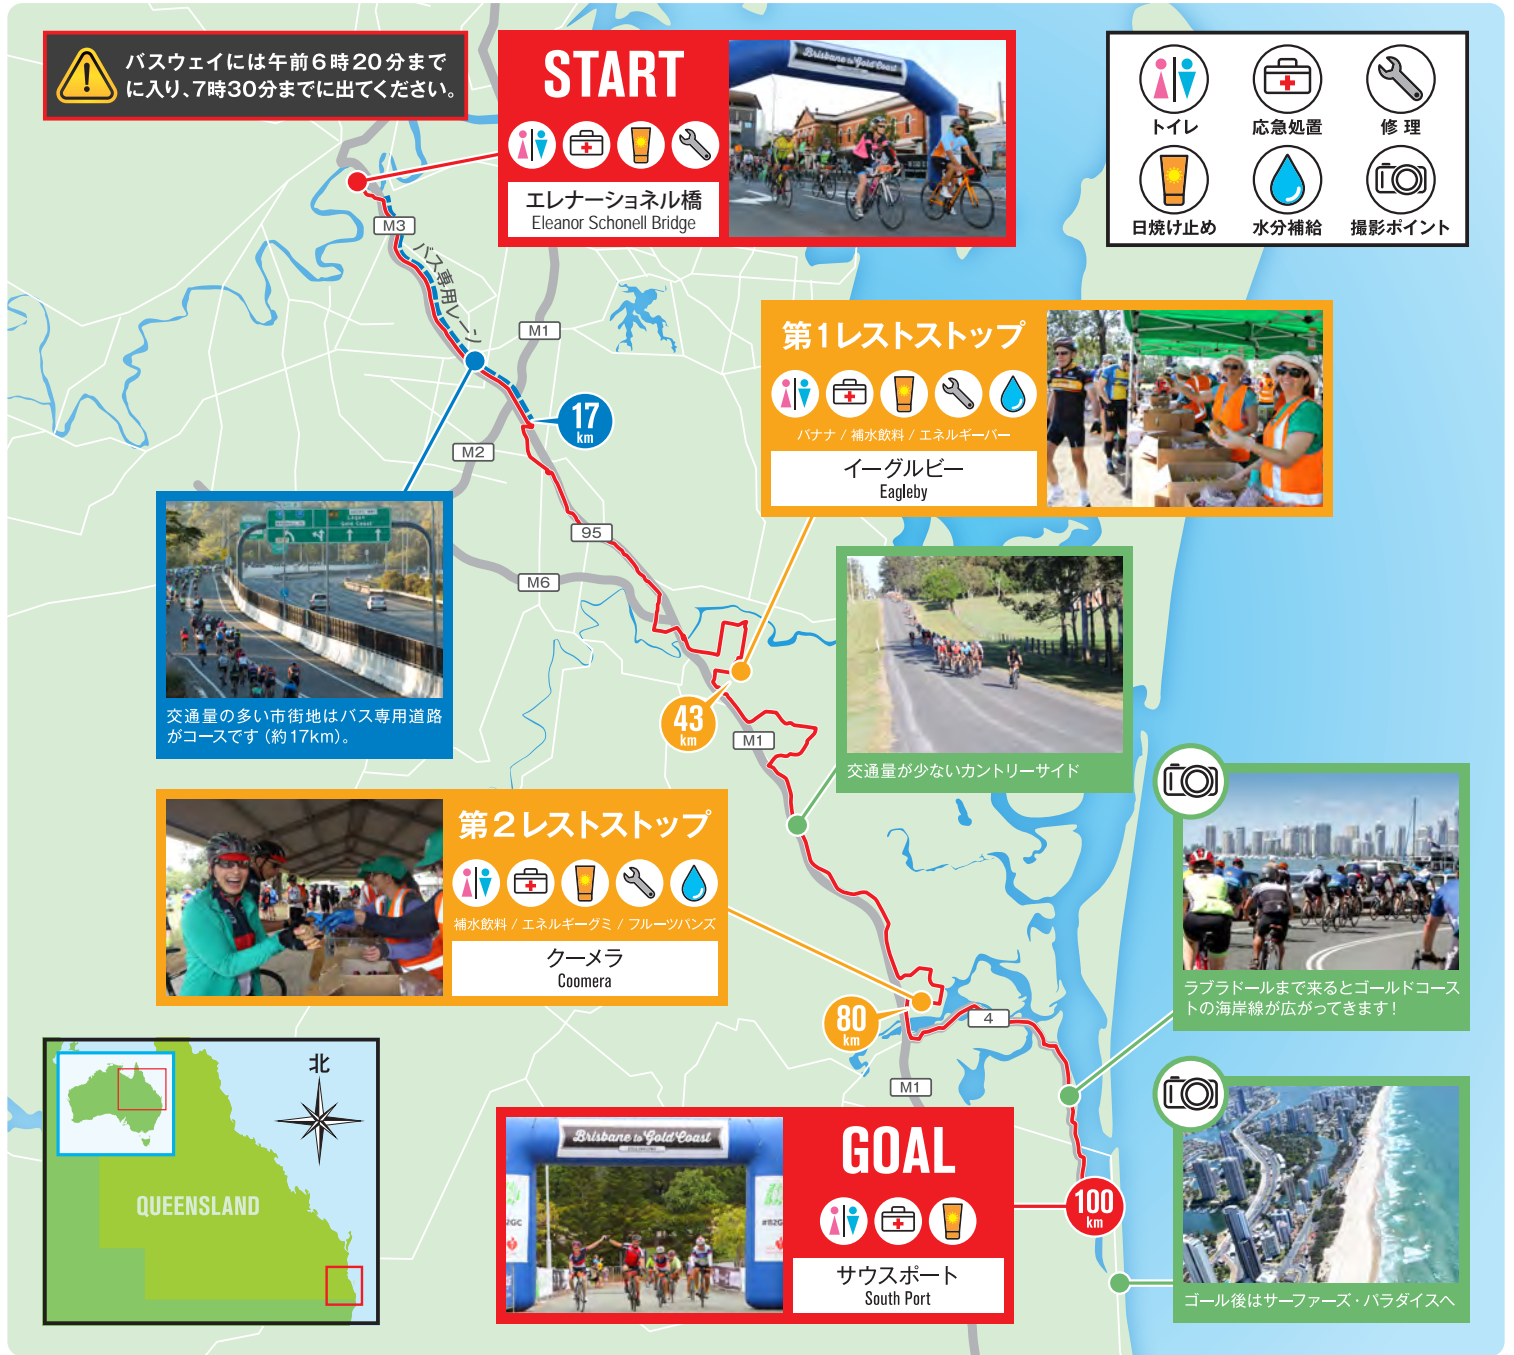 バスウェイには午前6時20分まで
に入り、7時30分までに出てください。
START
エレナーショネル橋
Eleanor Schonell Bridge
Brisbane to Gold Coast
トイレ
応急処置
修 理
日焼け止め
水分補給
撮影ポイント
M3
バス専用レーン
M1
17
km
M2
95
M6
第1レストストップ
バナナ / 補水飲料 / エネルギーバー
イーグルビー
Eagleby
交通量の多い市街地はバス専用道路
がコースです(約17km)。
43
km
M1
交通量が少ないカントリーサイド
第2レストストップ
補水飲料 / エネルギーグミ / フルーツバンズ
クーメラ
Coomera
80
km
4
M1
ラブラドールまで来るとゴールドコース
トの海岸線が広がってきます!
北
QUEENSLAND
Brisbane to Gold Coast
GOAL
サウスポート
South Port
100
km
ゴール後はサーファーズ・パラダイスへ